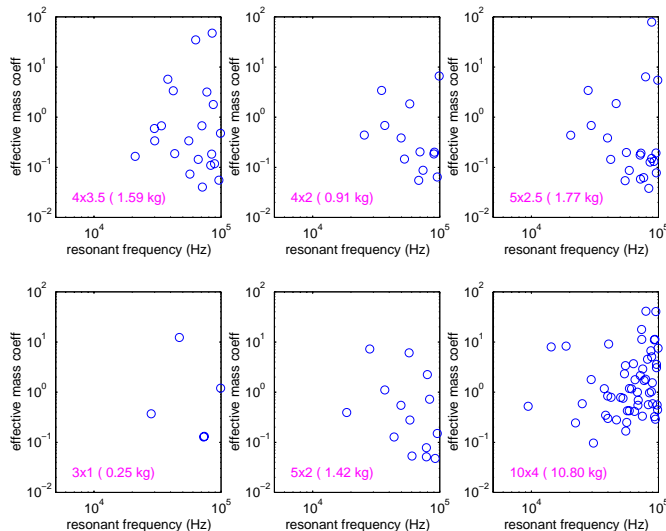 10^2
10^1
10^0
10^-1
10^-2
effective mass coeff
4x3.5 ( 1.59 kg)
10^4
10^5
resonant frequency (Hz)
10^2
10^1
10^0
10^-1
10^-2
effective mass coeff
4x2 ( 0.91 kg)
10^4
10^5
resonant frequency (Hz)
10^2
10^1
10^0
10^-1
10^-2
effective mass coeff
5x2.5 ( 1.77 kg)
10^4
10^5
resonant frequency (Hz)
10^2
10^1
10^0
10^-1
10^-2
effective mass coeff
3x1 ( 0.25 kg)
10^4
10^5
resonant frequency (Hz)
10^2
10^1
10^0
10^-1
10^-2
effective mass coeff
5x2 ( 1.42 kg)
10^4
10^5
resonant frequency (Hz)
10^2
10^1
10^0
10^-1
10^-2
effective mass coeff
10x4 ( 10.80 kg)
10^4
10^5
resonant frequency (Hz)